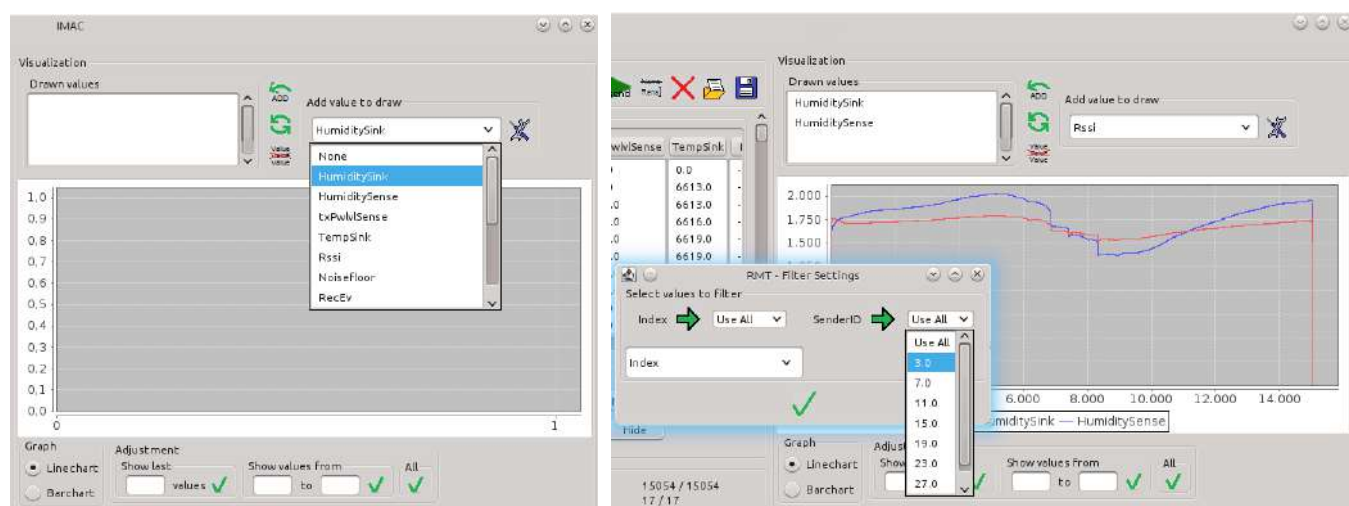 IMAC
Visualization
Drawn values
ADD
Add value to draw
HumiditySink
Value
Value
None
HumiditySink
HumiditySense
txPwlvlSense
TempSink
Rssi
NoiseFloor
RecEv
1.0
0.9
0.8
0.7
0.6
0.5
0.4
0.3
0.2
0.1
0.0
0
1
Graph
Linechart
Barchart
Adjustment
Show last
values
Show values from
to
All
Visualization
Drawn values
HumiditySink
HumiditySense
ADD
Add value to draw
Rssi
Value
Value
wlvlSense
TempSink
0.0
6613.0
6613.0
6616.0
6619.0
6619.0
2.000
1.750
1.500
RMT - Filter Settings
Select values to filter
Index
Use All
SenderID
Use All
Index
Use All
3.0
7.0
11.0
15.0
19.0
23.0
27.0
6.000
8.000
10.000
12.000
14.000
miditySink — HumiditySense
Hide
Graph
Linechart
Barchart
Adjus
Show
Show values from
to
All
15054 / 15054
17 / 17